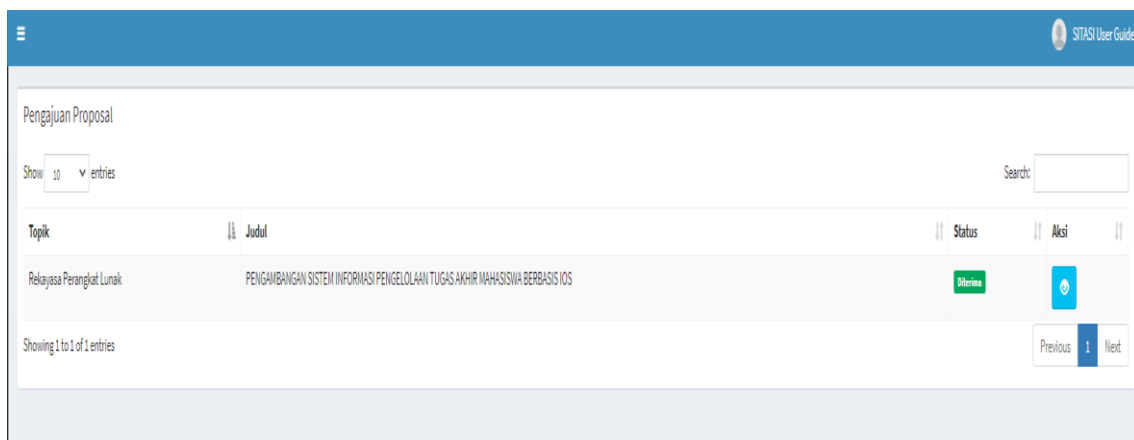 SITASI User Guide
Pengajuan Proposal
Show 10 entries Search:
Topik Judul Status Aksi
Rekayasa Perangkat Lunak PENGAMBANGAN SISTEM INFORMASI PENGELOLAAN TUGAS AKHIR MAHASISWA BERBASIS IOS Diterima
Showing 1 to 1 of 1 entries Previous 1 Next